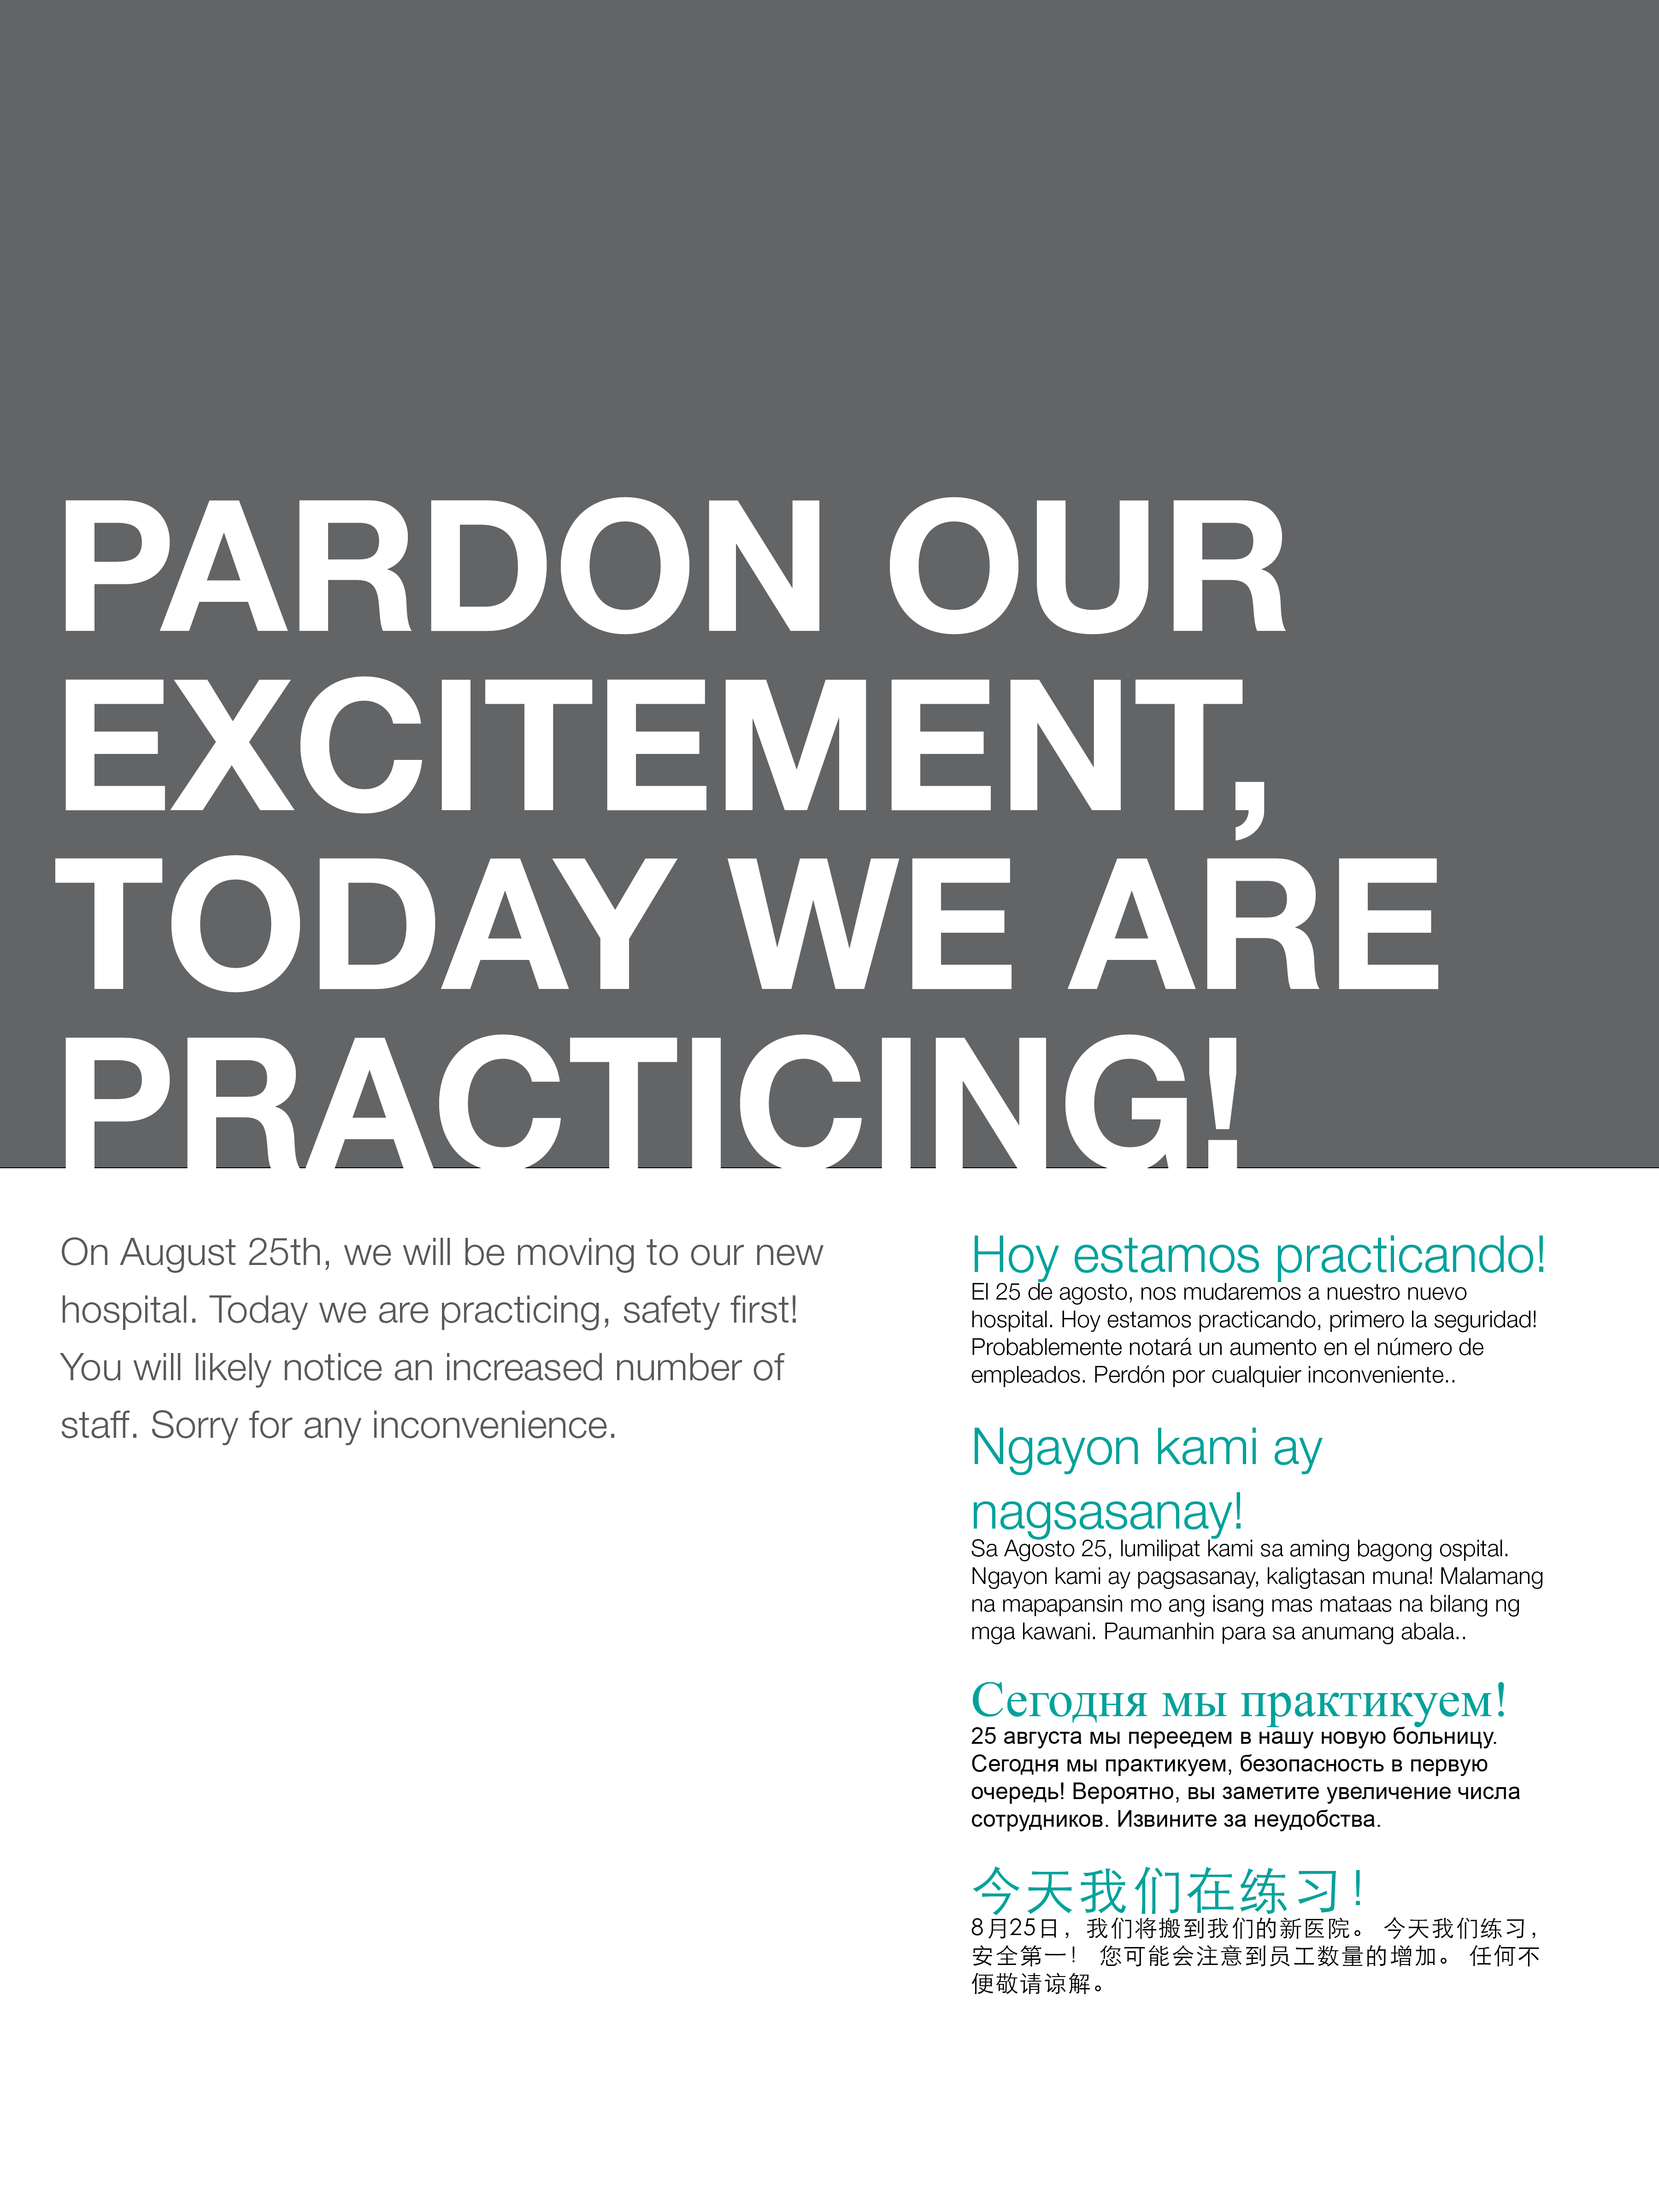 PARDON OUR
EXCITEMENT,
TODAY WE ARE
PRACTICING!
On August 25th, we will be moving to our new
hospital. Today we are practicing, safety first!
You will likely notice an increased number of
staff. Sorry for any inconvenience.
Hoy estamos practicando!
El 25 de agosto, nos mudaremos a nuestro nuevo
hospital. Hoy estamos practicando, primero la seguridad!
Probablemente notará un aumento en el número de
empleados. Perdón por cualquier inconveniente..
Ngayon kami ay
nagsasanay!
Sa Agosto 25, lumilipat kami sa aming bagong ospital.
Ngayon kami ay pagsasanay, kaligtasan muna! Malamang
na mapapansin mo ang isang mas mataas na bilang ng
mga kawani. Paumanhin para sa anumang abala..
Сегодня мы практикуем!
25 августа мы переедем в нашу новую больницу.
Сегодня мы практикуем, безопасность в первую
очередь! Вероятно, вы заметите увеличение числа
сотрудников. Извините за неудобства.
今天我们在练习!
8月25日，我们将搬到我们的新医院。 今天我们练习，
安全第一! 您可能会注意到员工数量的增加。 任何不
便敬请谅解。